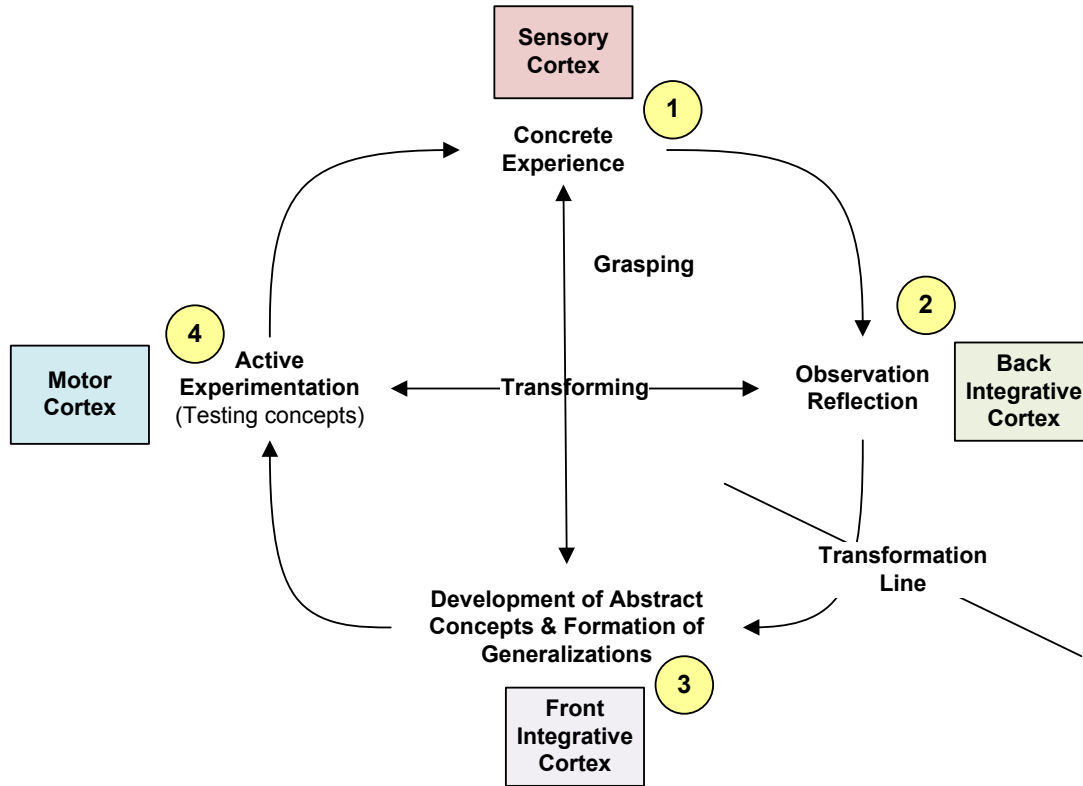 Sensory
Cortex
1
Concrete
Experience
Grasping
2
4
Active
Experimentation
(Testing concepts)
Motor
Cortex
Transforming
Observation
Reflection
Back
Integrative
Cortex
Transformation
Line
Development of Abstract
Concepts & Formation of
Generalizations
3
Front
Integrative
Cortex